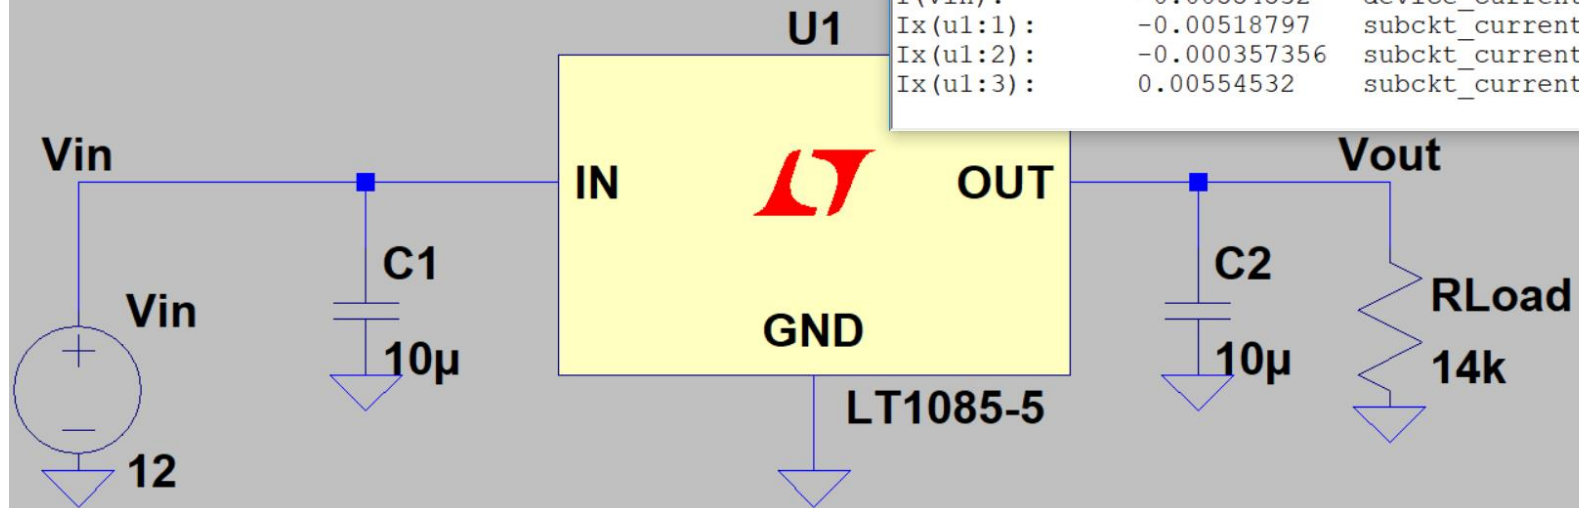 U1
Ix(u1:1): -0.00518797 subckt_current
Ix(u1:2): -0.000357356 subckt_current
Ix(u1:3): 0.00554532 subckt_current
Vin
IN
OUT
Vout
C1
10µ
Vin
12
GND
LT1085-5
C2
10µ
RLoad
14k